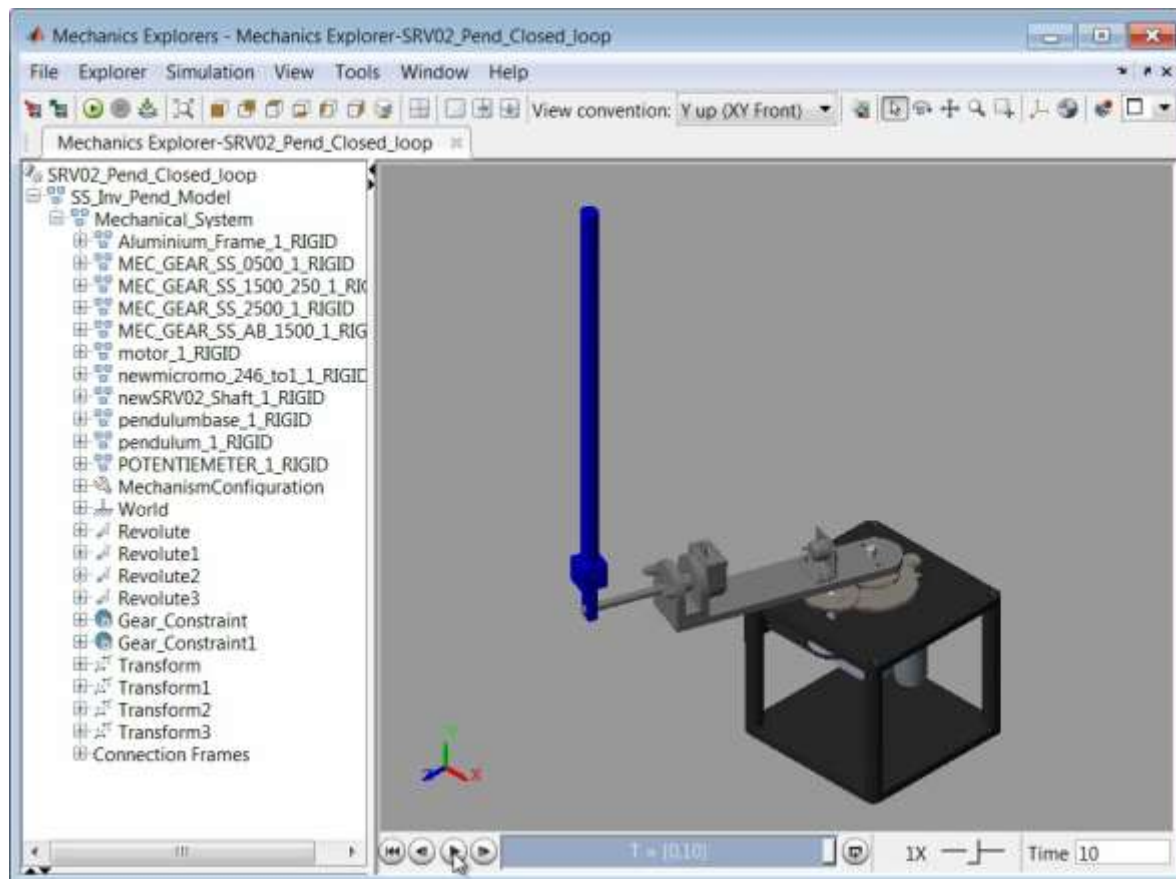 Mechanics Explorers - Mechanics Explorer-SRV02_Pend_Closed_loop
File Explorer Simulation View Tools Window Help
View convention: Y up (XY Front)
Mechanics Explorer-SRV02_Pend_Closed_loop
SRV02_Pend_Closed_loop
SS_Inv_Pend_Model
Mechanical_System
Aluminium_Frame_1_RIGID
MEC_GEAR_SS_0500_1_RIGID
MEC_GEAR_SS_1500_250_1_RIG
MEC_GEAR_SS_2500_1_RIGID
MEC_GEAR_SS_AB_1500_1_RIG
motor_1_RIGID
newmicromo_246_to1_1_RIGID
newSRV02_Shaft_1_RIGID
pendulumbase_1_RIGID
pendulum_1_RIGID
POTENTIEMETER_1_RIGID
MechanismConfiguration
World
Revolute
Revolute1
Revolute2
Revolute3
Gear_Constraint
Gear_Constraint1
Transform
Transform1
Transform2
Transform3
Connection Frames
Y
Z X
T = [0,10]
1X
Time 10